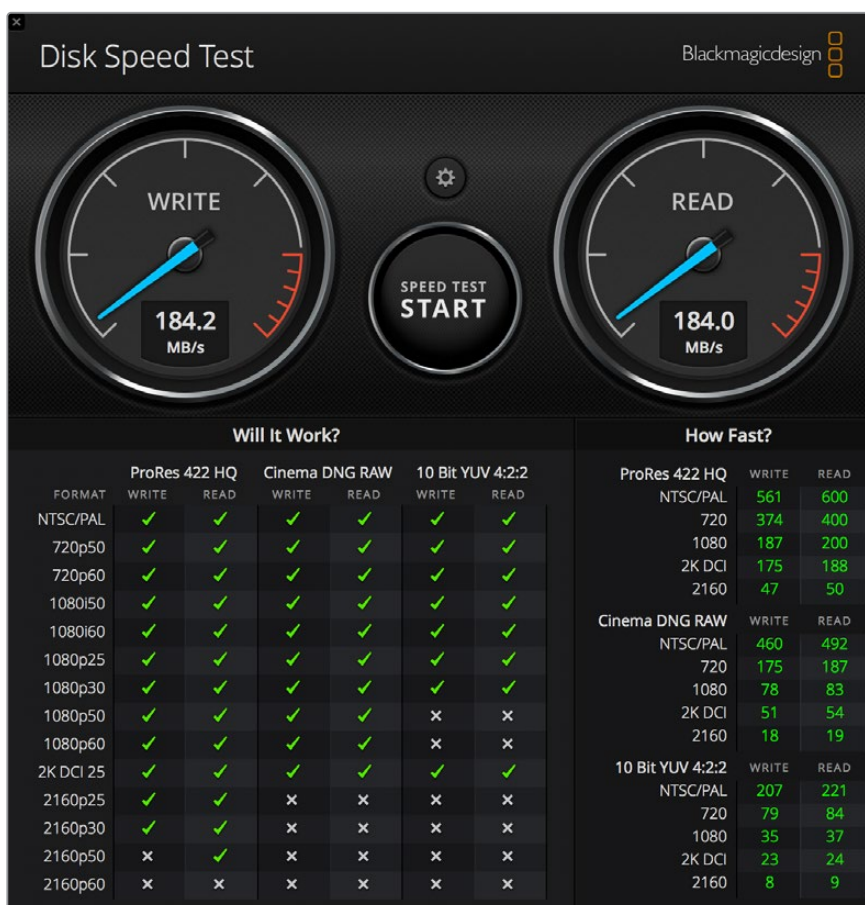 Disk Speed Test
Blackmagicdesign
WRITE
184.2
MB/s
SPEED TEST
START
READ
184.0
MB/s
Will It Work?
ProRes 422 HQ Cinema DNG RAW 10 Bit YUV 4:2:2
FORMAT WRITE READ WRITE READ WRITE READ
NTSC/PAL ✓ ✓ ✓ ✓ ✓ ✓
720p50 ✓ ✓ ✓ ✓ ✓ ✓
720p60 ✓ ✓ ✓ ✓ ✓ ✓
1080i50 ✓ ✓ ✓ ✓ ✓ ✓
1080i60 ✓ ✓ ✓ ✓ ✓ ✓
1080p25 ✓ ✓ ✓ ✓ ✓ ✓
1080p30 ✓ ✓ ✓ ✓ ✓ ✓
1080p50 ✓ ✓ ✓ ✓ × ×
1080p60 ✓ ✓ ✓ ✓ × ×
2K DCI 25 ✓ ✓ ✓ ✓ ✓ ✓
2160p25 ✓ ✓ × × × ×
2160p30 ✓ ✓ × × × ×
2160p50 × ✓ × × × ×
2160p60 × × × × × ×
How Fast?
ProRes 422 HQ WRITE READ
NTSC/PAL 561 600
720 374 400
1080 187 200
2K DCI 175 188
2160 47 50
Cinema DNG RAW WRITE READ
NTSC/PAL 460 492
720 175 187
1080 78 83
2K DCI 51 54
2160 18 19
10 Bit YUV 4:2:2 WRITE READ
NTSC/PAL 207 221
720 79 84
1080 35 37
2K DCI 23 24
2160 8 9